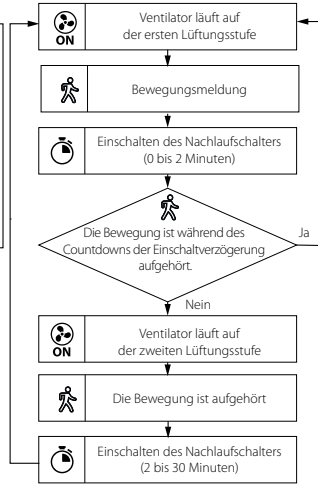 ON
Ventilator läuft auf
der ersten Lüftungsstufe
Bewegungsmeldung
Einschalten des Nachlaufschalters
(0 bis 2 Minuten)
Die Bewegung ist während des
Countdowns der Einschaltverzögerung
aufgehört.
Ja
Nein
ON
Ventilator läuft auf
der zweiten Lüftungsstufe
Die Bewegung ist aufgehört
Einschalten des Nachlaufschalters
(2 bis 30 Minuten)